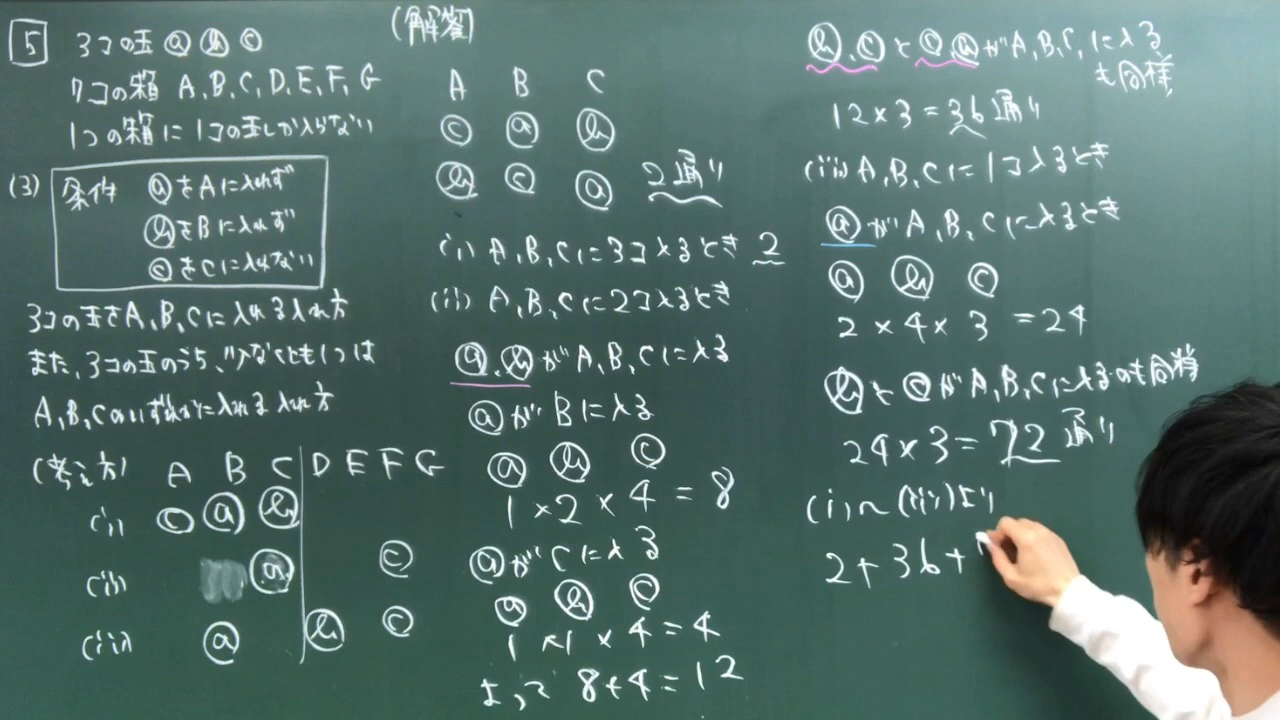 5 3コの玉 ⓐ ⓑ ⓒ
7コの箱 A, B, C, D, E, F, G
1つの箱に1コの玉しか入らない
(3) 条件 ⓐをAに入れず
ⓑをBに入れず
ⓒをCに入れない
3コの玉をA, B, Cに入れる入れ方
また、3コの玉のうち、少なくとも1つは
A, B, Cのいずれかに入れる入れ方
(考え方) A B C D E F G
(i) ⓒ ⓐ ⓑ
(ii) ⓐ ⓒ
(iii) ⓐ ⓑ ⓒ
(解答)
A B C
ⓒ ⓐ ⓑ
ⓑ ⓒ ⓐ 2通り
(i) A, B, Cに3コ入るとき 2
(ii) A, B, Cに2コ入るとき
ⓐ, ⓑがA, B, Cに入る
ⓐがBに入る
ⓐ ⓑ ⓒ
1 × 2 × 4 = 8
ⓐがCに入る
ⓐ ⓑ ⓒ
1 × 1 × 4 = 4
よって 8+4=12
ⓑ, ⓒとⓒ, ⓐがA, B, C, に入る
も同様
12×3=36通り
(iii) A, B, Cに1コ入るとき
ⓐがA, B, Cに入るとき
ⓐ ⓑ ⓒ
2 × 4 × 3 = 24
ⓑとⓒがA, B, Cに入るのも同様
24×3=72通り
(i)~(iii)より
2+36+